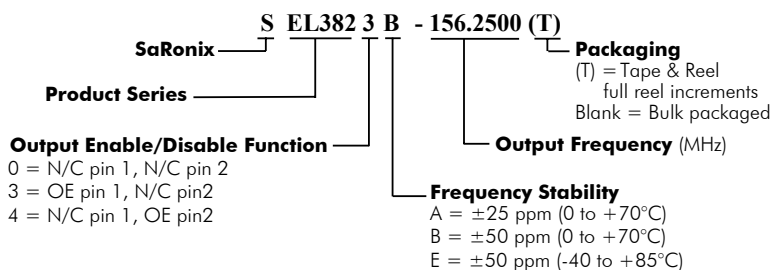 S EL382 3 B - 156.2500 (T)
SaRonix
Product Series
Output Enable/Disable Function
0 = N/C pin 1, N/C pin 2
3 = OE pin 1, N/C pin2
4 = N/C pin 1, OE pin2
Packaging
(T) = Tape & Reel
full reel increments
Blank = Bulk packaged
Output Frequency (MHz)
Frequency Stability
A = ±25 ppm (0 to +70°C)
B = ±50 ppm (0 to +70°C)
E = ±50 ppm (-40 to +85°C)